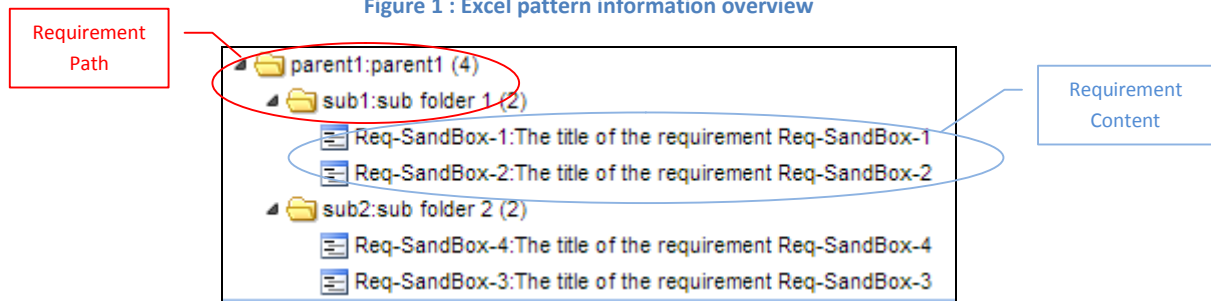 Figure 1 : Excel pattern information overview
Requirement
Path
parent1:parent1 (4)
sub1:sub folder 1 (2)
Req-SandBox-1:The title of the requirement Req-SandBox-1
Req-SandBox-2:The title of the requirement Req-SandBox-2
sub2:sub folder 2 (2)
Req-SandBox-4:The title of the requirement Req-SandBox-4
Req-SandBox-3:The title of the requirement Req-SandBox-3
Requirement
Content